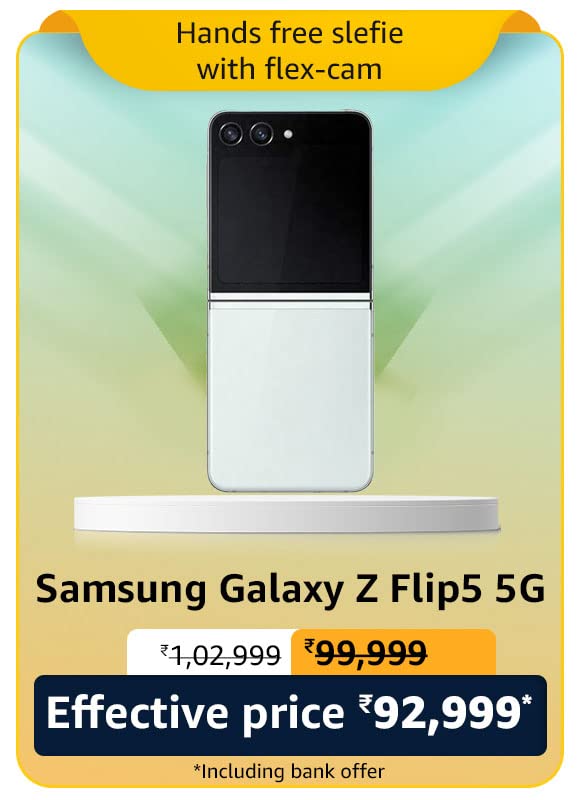 Hands free slefie
with flex-cam
Samsung Galaxy Z Flip5 5G
₹1,02,999 ₹99,999
Effective price ₹92,999*
*Including bank offer